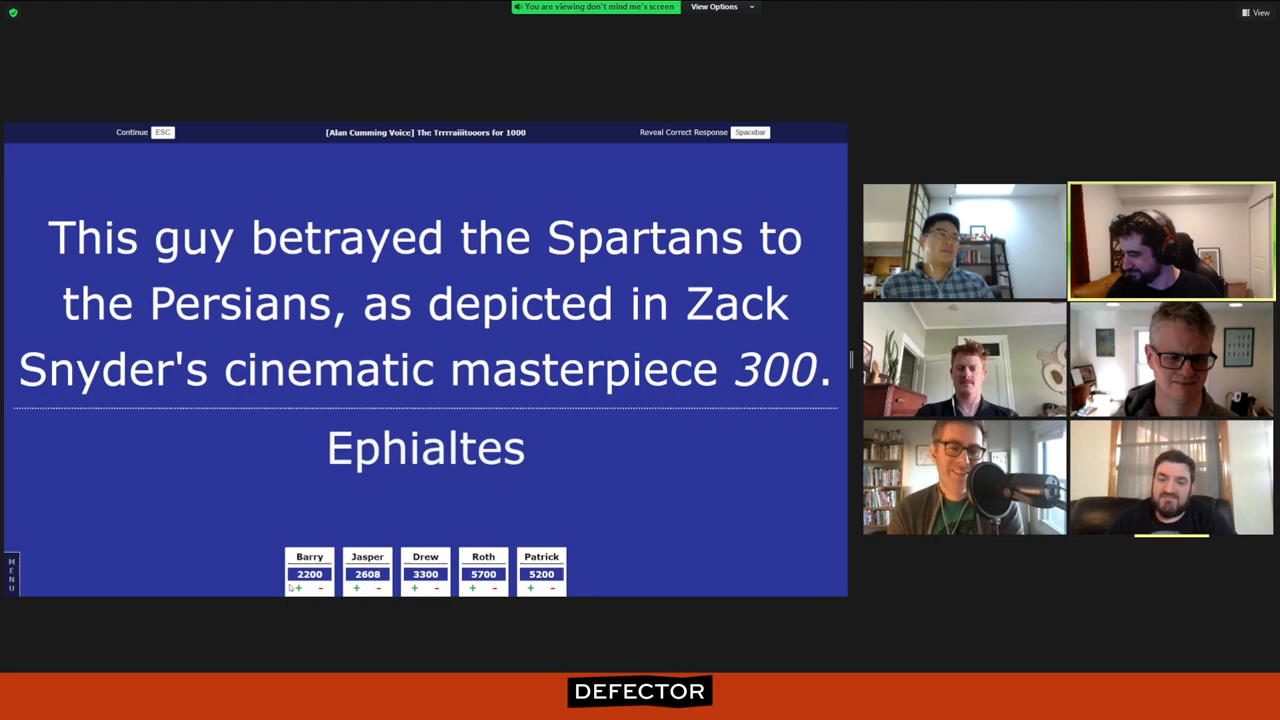 You are viewing don't mind me's screen
View Options
View
Continue ESC
[Alan Cumming Voice] The Trrrraiiitooors for 1000
Reveal Correct Response Spacebar
This guy betrayed the Spartans to
the Persians, as depicted in Zack
Snyder's cinematic masterpiece 300.
Ephialtes
MENU
Barry Jasper Drew Roth Patrick
2200 2608 3300 5700 5200
+ - + - + - + - + -
DEFECTOR